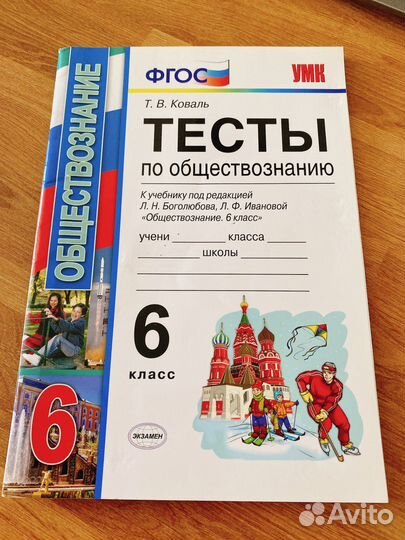 ФГОС
УМК
Т. В. Коваль
ТЕСТЫ
по обществознанию
К учебнику под редакцией
Л. Н. Боголюбова, Л. Ф. Ивановой
«Обществознание. 6 класс»
учени класса
школы
6
класс
ЭКЗАМЕН
ОБЩЕСТВОЗНАНИЕ
6
Avito